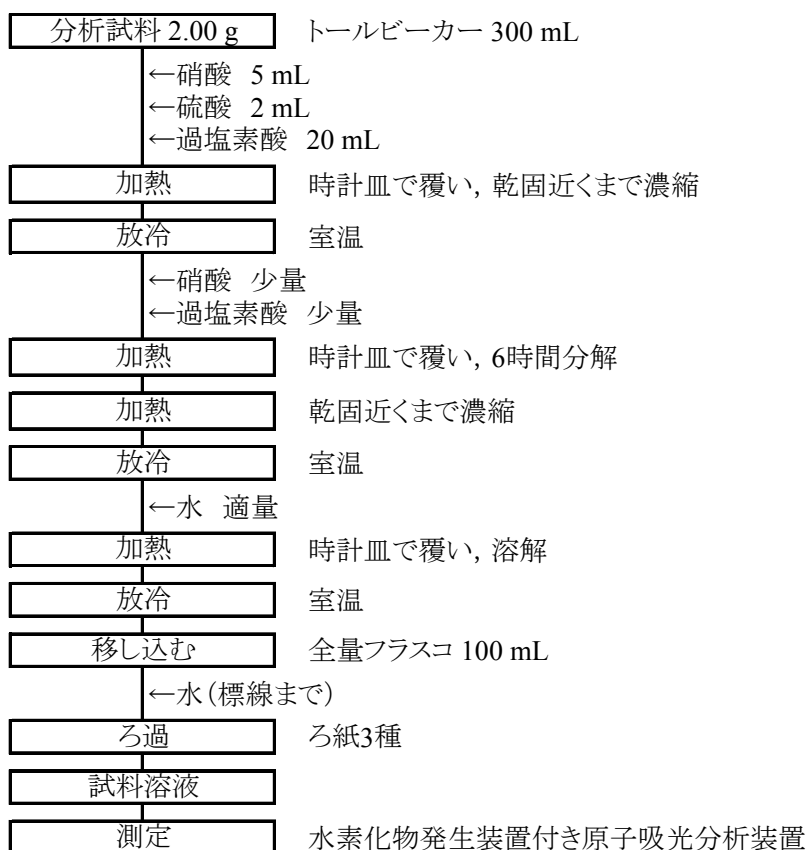 分析試料 2.00 g トールビーカー 300 mL
←硝酸 5 mL
←硫酸 2 mL
←過塩素酸 20 mL
加熱 時計皿で覆い, 乾固近くまで濃縮
放冷 室温
←硝酸 少量
←過塩素酸 少量
加熱 時計皿で覆い, 6時間分解
加熱 乾固近くまで濃縮
放冷 室温
←水 適量
加熱 時計皿で覆い, 溶解
放冷 室温
移し込む 全量フラスコ 100 mL
←水(標線まで)
ろ過 ろ紙3種
試料溶液
測定 水素化物発生装置付き原子吸光分析装置